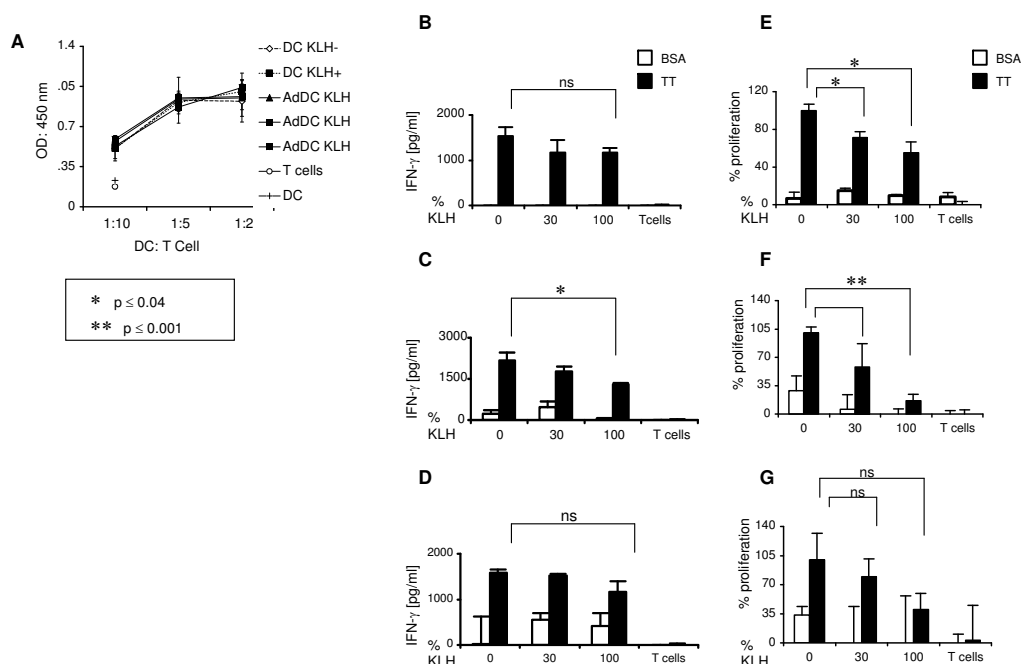 A
1.4
.05
0.7
.35
0
OD: 450 nm
1:10 1:5 1:2
DC: T Cell
DC KLH-
DC KLH+
AdDC KLH
AdDC KLH
AdDC KLH
T cells
DC
* p ≤ 0.04
** p ≤ 0.001
B
BSA
TT
ns
IFN-γ [pg/ml]
2000
1000
0
%
KLH
0 30 100 Tcells
C
*
IFN-γ [pg/ml]
3000
1500
0
%
KLH
0 30 100 T cells
D
ns
IFN-γ [pg/ml]
2000
1000
0
%
KLH
0 30 100 T cells
E
BSA
TT
*
*
% proliferation
120
80
40
0
%
KLH
0 30 100 T cells
F
**
% proliferation
140
105
70
35
0
%
KLH
0 30 100 T cells
G
ns
ns
% proliferation
140
105
70
35
0
%
KLH
0 30 100 T cells